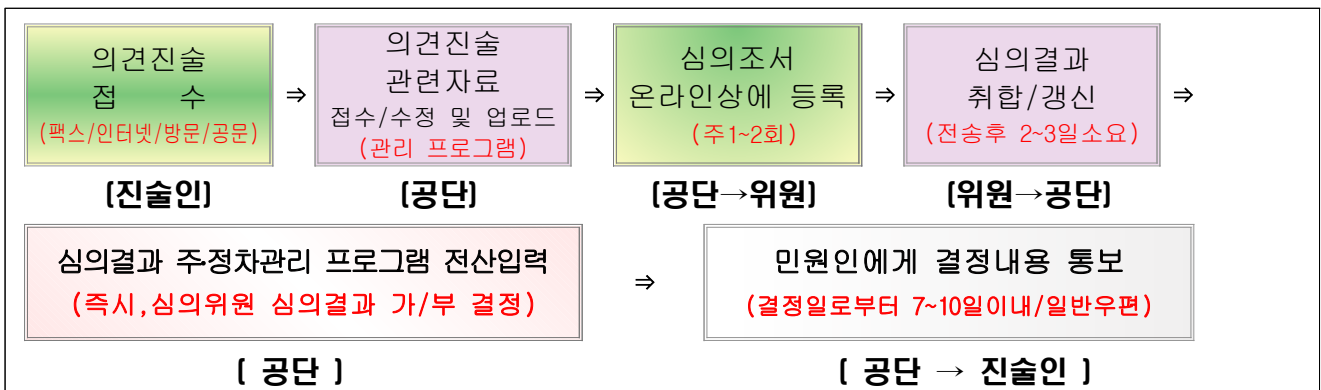 의견진술
접 수
(팩스/인터넷/방문/공문)
⇒
의견진술
관련자료
접수/수정 및 업로드
(관리 프로그램)
⇒
심의조서
온라인상에 등록
(주1~2회)
⇒
심의결과
취합/갱신
(전송후 2~3일소요)
⇒
(진술인)
(공단)
(공단→위원)
(위원→공단)
심의결과 주정차관리 프로그램 전산입력
(즉시,심의위원 심의결과 가/부 결정)
⇒
민원인에게 결정내용 통보
(결정일로부터 7~10일이내/일반우편)
( 공단 )
( 공단 → 진술인 )